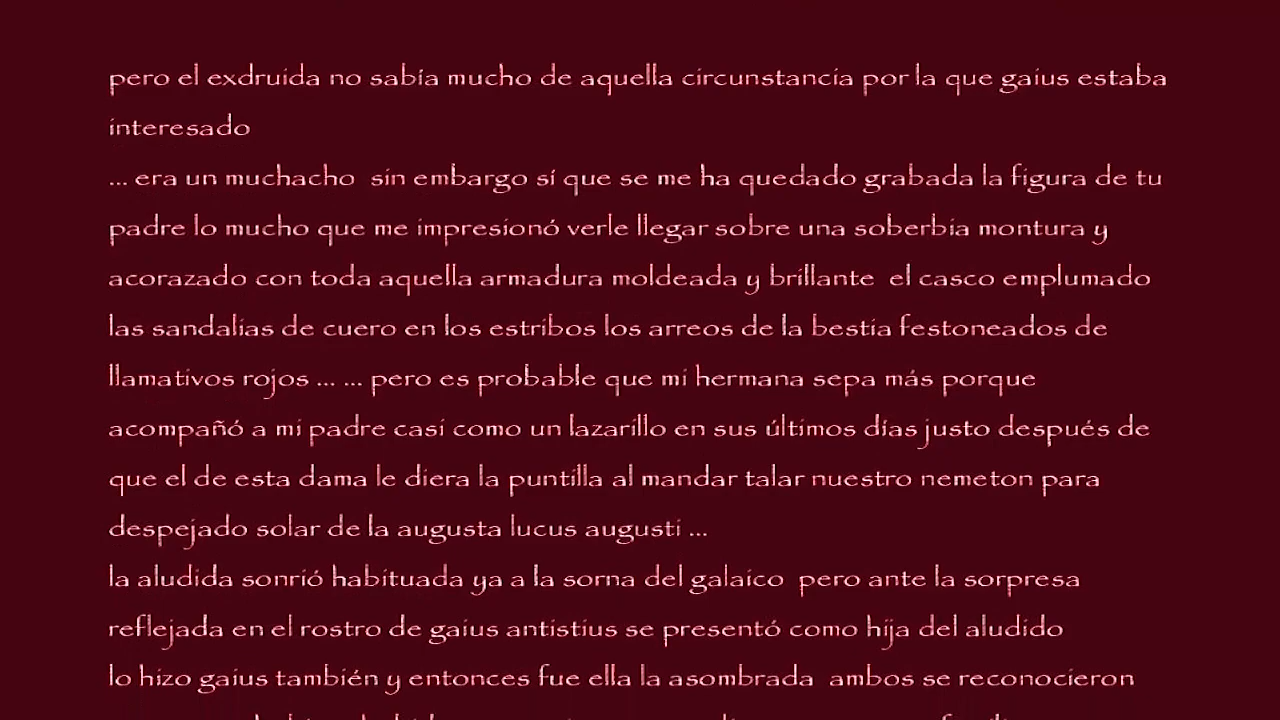 pero el exdruida no sabía mucho de aquella circunstancia por la que gaius estaba
interesado
... era un muchacho sin embargo sí que se me ha quedado grabada la figura de tu
padre lo mucho que me impresionó verle llegar sobre una soberbia montura y
acorazado con toda aquella armadura moldeada y brillante el casco emplumado
las sandalias de cuero en los estribos los arreos de la bestia festoneados de
llamativos rojos ... ... pero es probable que mi hermana sepa más porque
acompañó a mi padre casi como un lazarillo en sus últimos días justo después de
que el de esta dama le diera la puntilla al mandar talar nuestro nemeton para
despejado solar de la augusta lucus augusti ...
la aludida sonrió habituada ya a la sorna del galaico pero ante la sorpresa
reflejada en el rostro de gaius antistius se presentó como hija del aludido
lo hizo gaius también y entonces fue ella la asombrada ambos se reconocieron